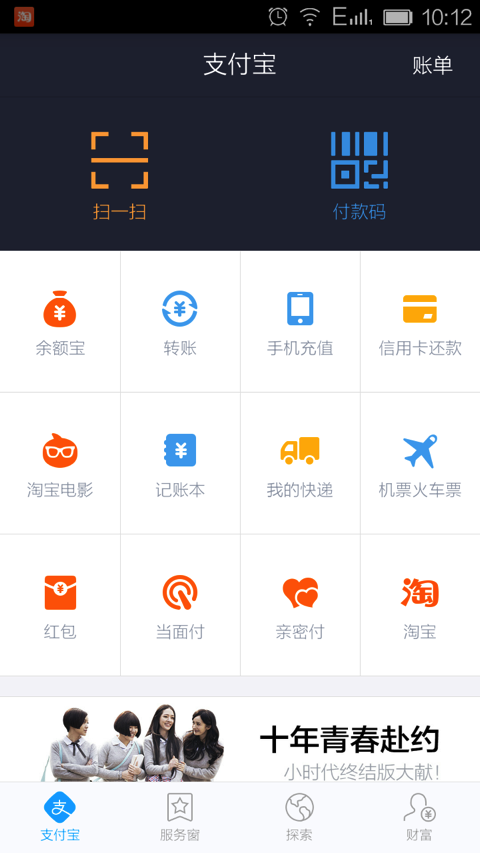 淘
E 10:12
支付宝
账单
扫一扫
付款码
余额宝
转账
手机充值
信用卡还款
淘宝电影
记账本
我的快递
机票火车票
红包
当面付
亲密付
淘
淘宝
十年青春赴约
小时代终结版大献!
支
支付宝
服务窗
探索
财富